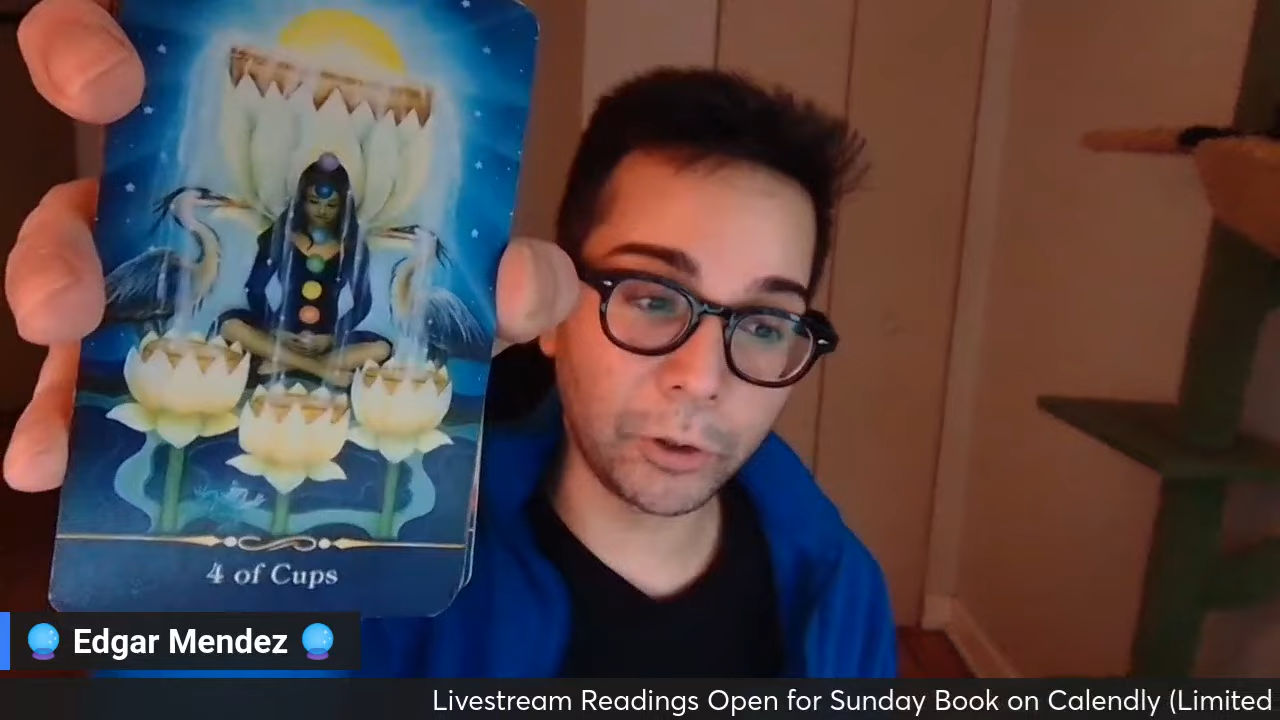 4 of Cups
🔮 Edgar Mendez 🔮
Livestream Readings Open for Sunday Book on Calendly (Limited